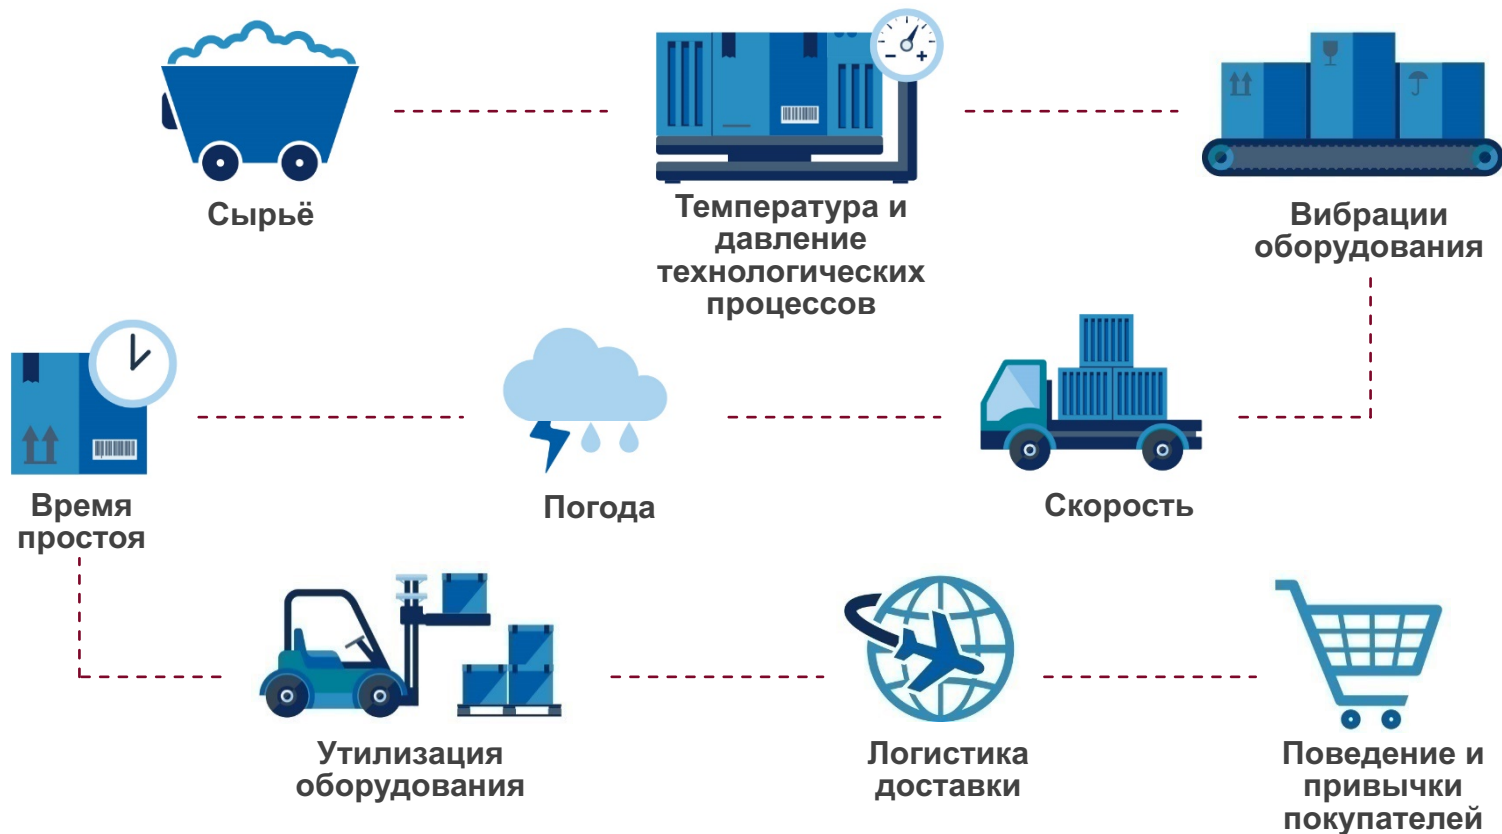 Сырьё
Температура и
давление
технологических
процессов
Вибрации
оборудования
Время
простоя
Погода
Скорость
Утилизация
оборудования
Логистика
доставки
Поведение и
привычки
покупателей